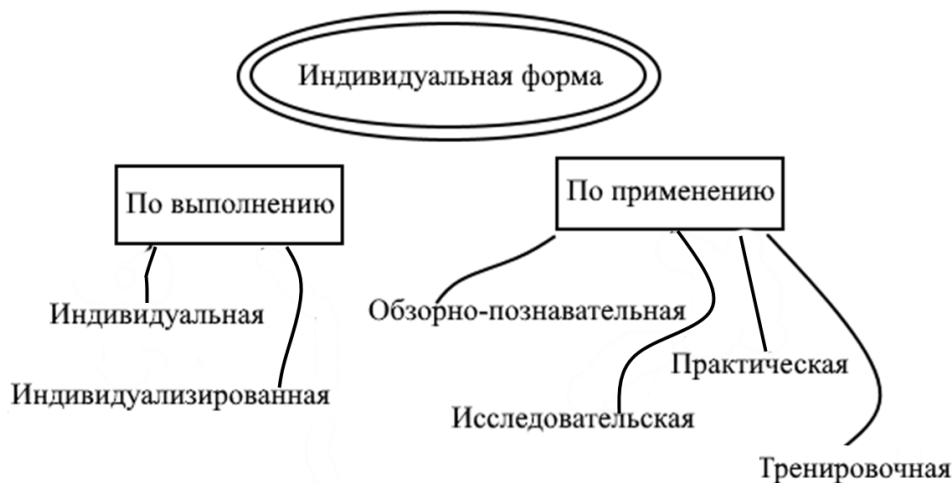 Индивидуальная форма
По выполнению
По применению
Индивидуальная
Обзорно-познавательная
Индивидуализированная
Практическая
Исследовательская
Тренировочная